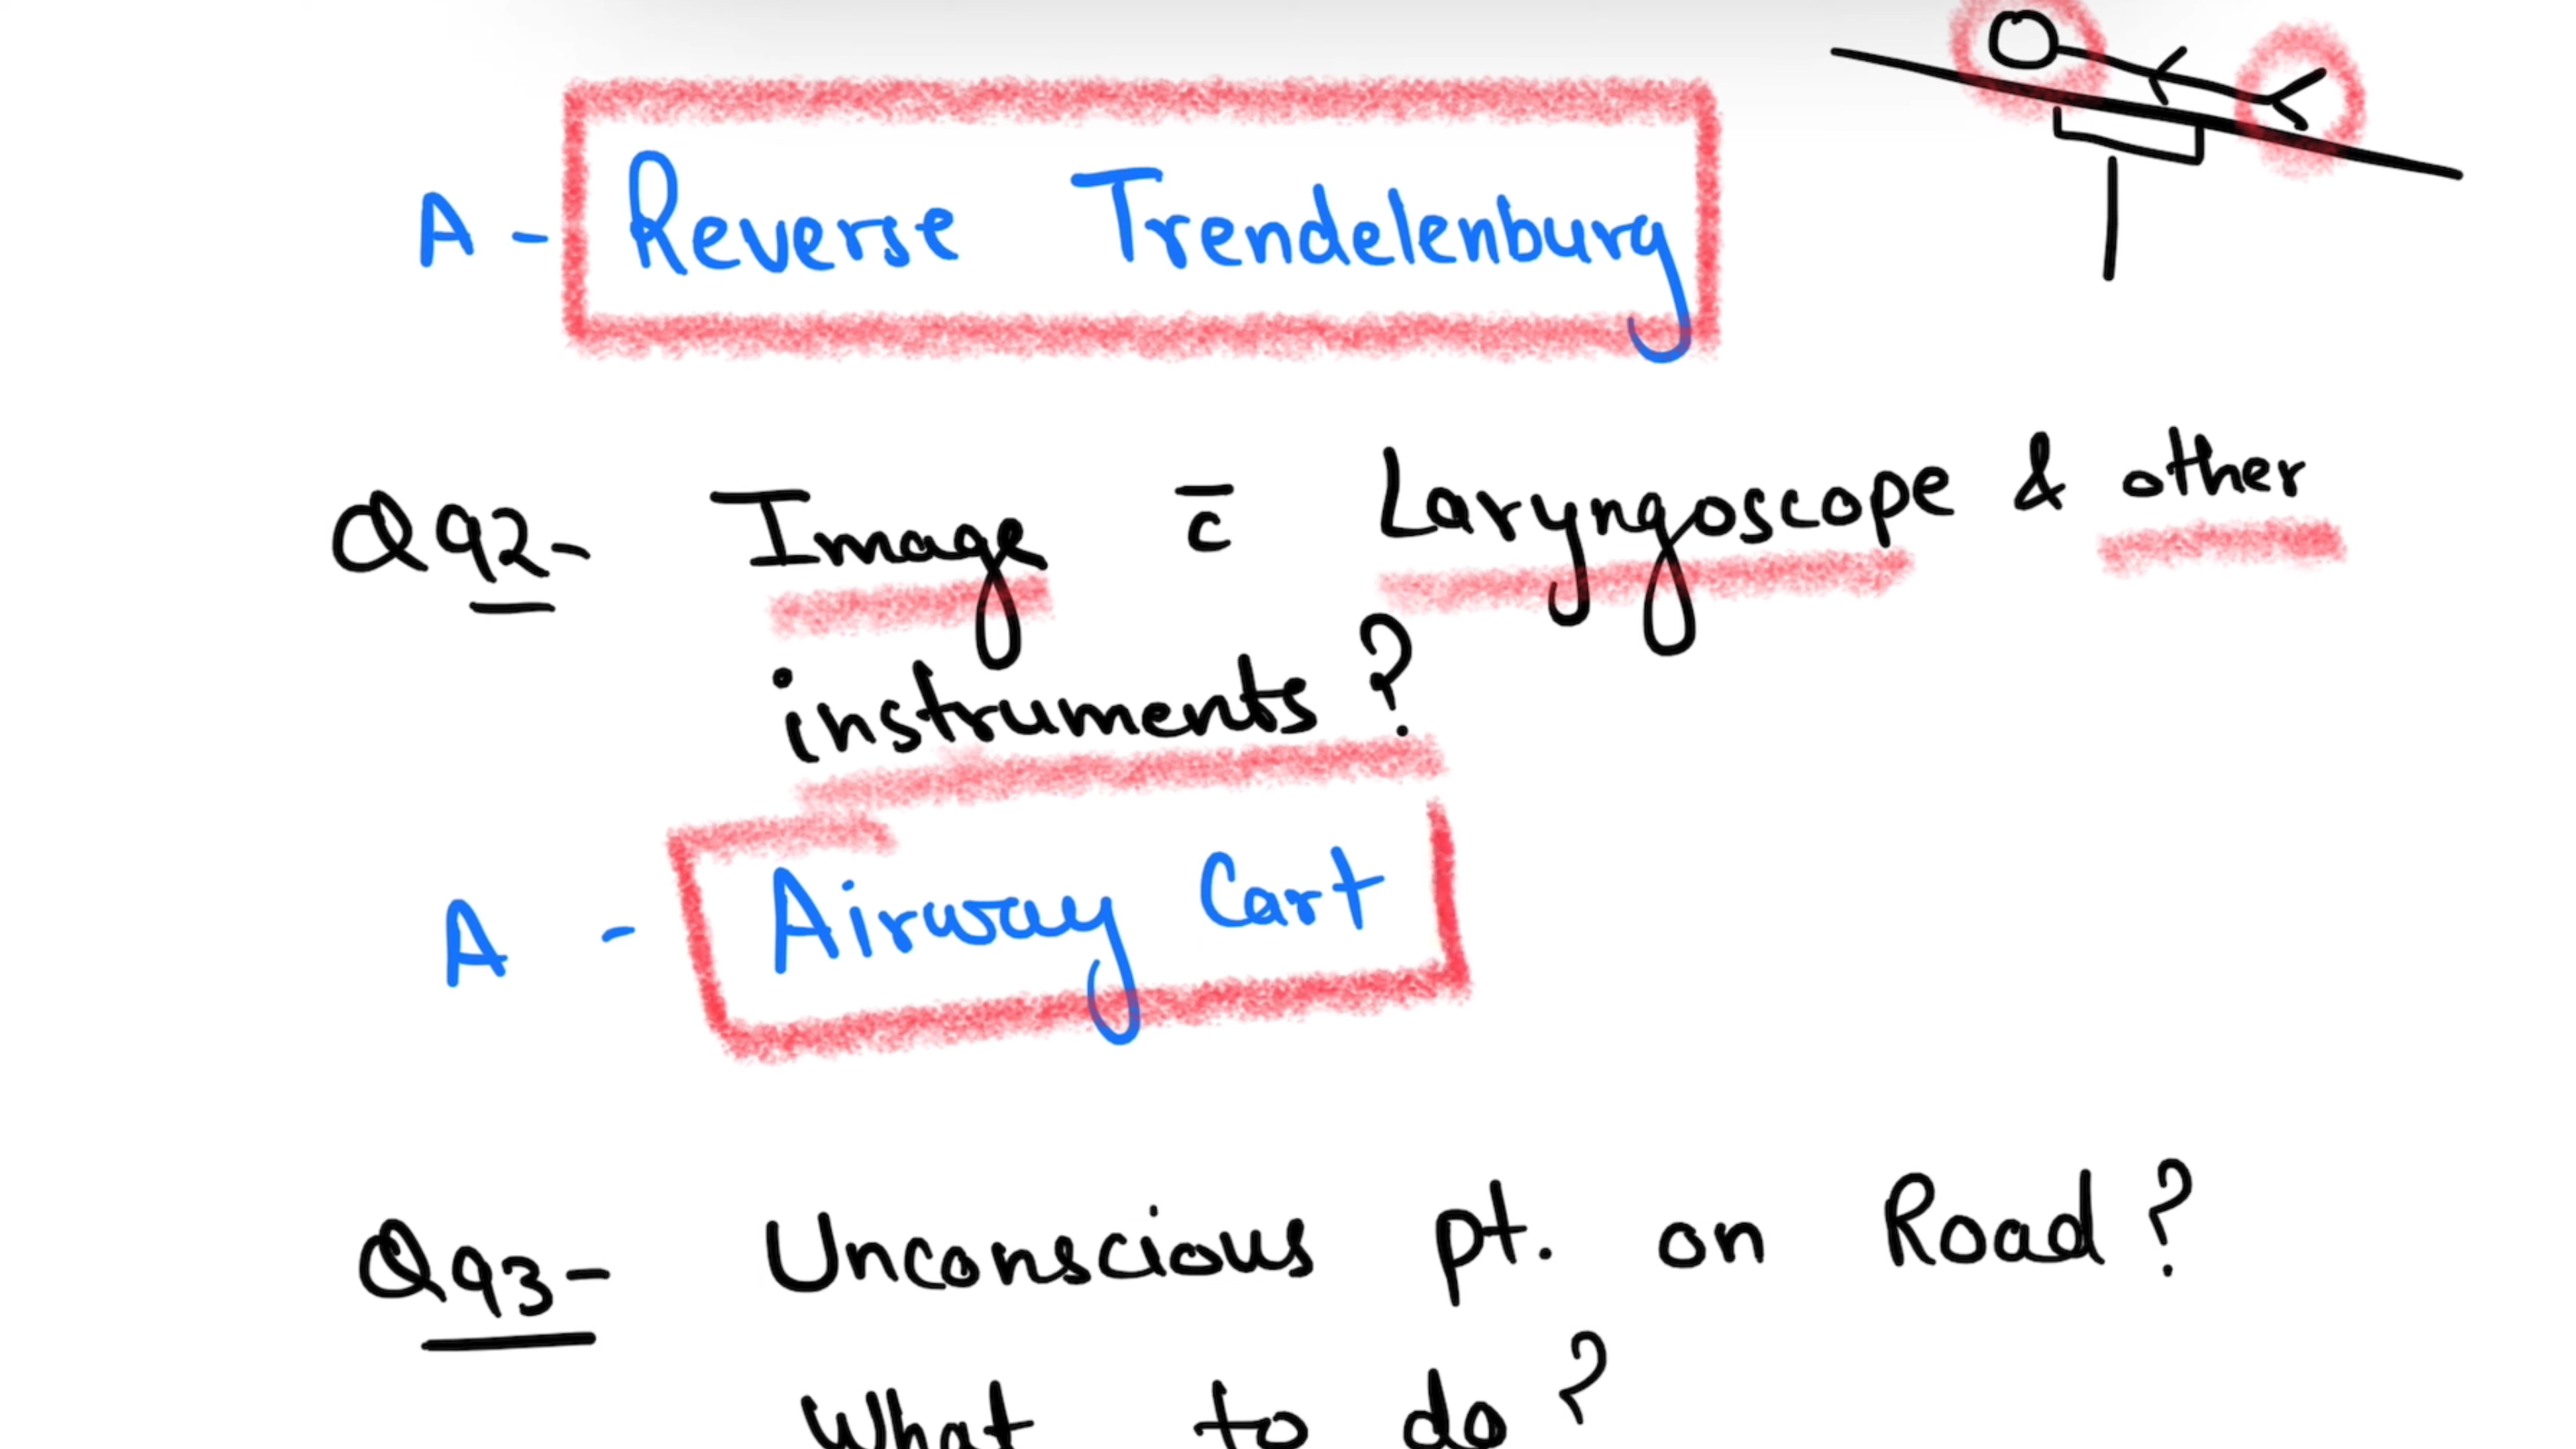 A - Reverse Trendelenburg
Q92- Image c̄ Laryngoscope & other
instruments?
A - Airway Cart
Q93- Unconscious pt. on Road?
What to do?